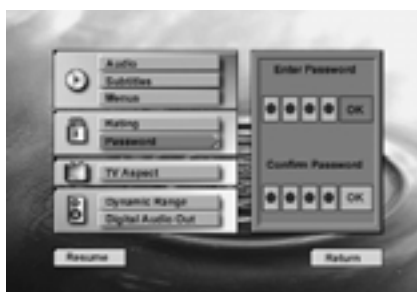 Audio
Subtitles
Menus
Rating
Password
TV Aspect
Dynamic Range
Digital Audio Out
Enter Password
OK
Confirm Password
OK
Resume
Return